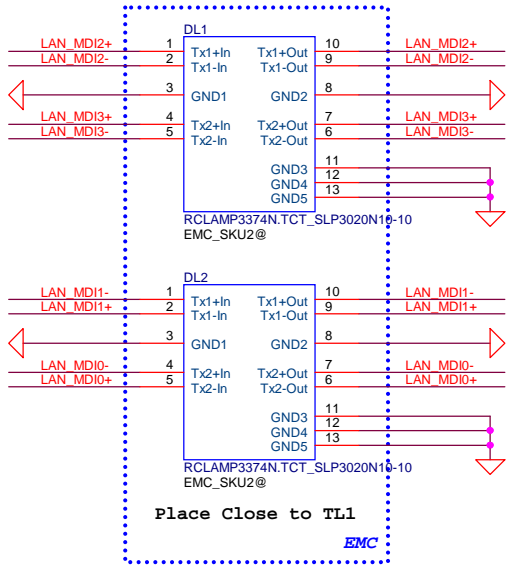 DL1
LAN_MDI2+ 1 Tx1+In Tx1+Out 10 LAN_MDI2+
LAN_MDI2- 2 Tx1-In Tx1-Out 9 LAN_MDI2-
3 GND1 GND2 8
LAN_MDI3+ 4 Tx2+In Tx2+Out 7 LAN_MDI3+
LAN_MDI3- 5 Tx2-In Tx2-Out 6 LAN_MDI3-
GND3 11
GND4 12
GND5 13
RCLAMP3374N.TCT_SLP3020N10-10
EMC_SKU2@
DL2
LAN_MDI1- 1 Tx1+In Tx1+Out 10 LAN_MDI1-
LAN_MDI1+ 2 Tx1-In Tx1-Out 9 LAN_MDI1+
3 GND1 GND2 8
LAN_MDI0- 4 Tx2+In Tx2+Out 7 LAN_MDI0-
LAN_MDI0+ 5 Tx2-In Tx2-Out 6 LAN_MDI0+
GND3 11
GND4 12
GND5 13
RCLAMP3374N.TCT_SLP3020N10-10
EMC_SKU2@
Place Close to TL1
EMC